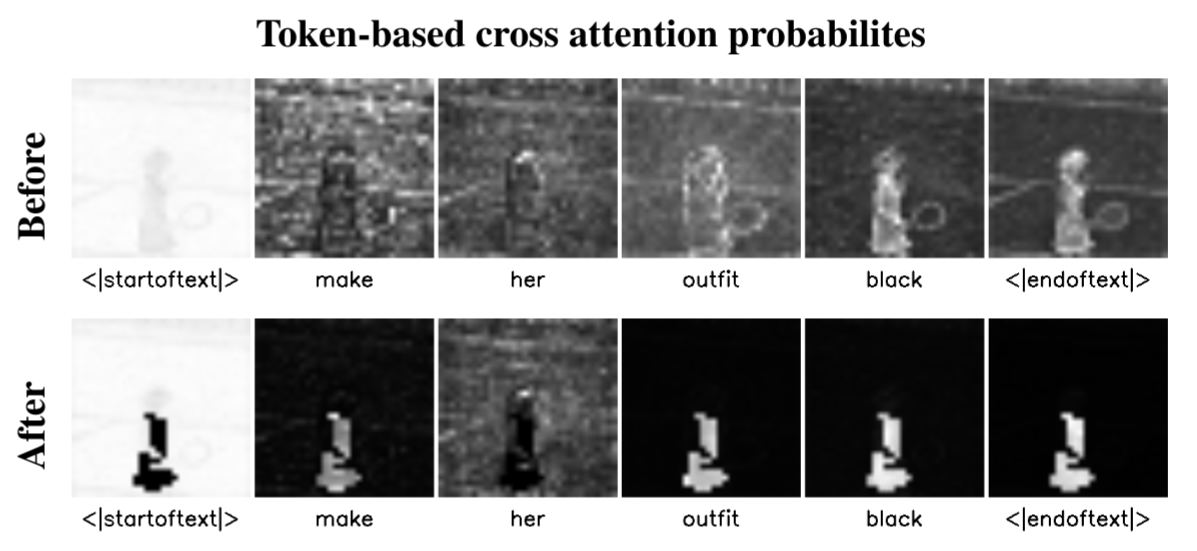 Token-based cross attention probabilites
Before
<|startoftext|> make her outfit black <|endoftext|>
After
<|startoftext|> make her outfit black <|endoftext|>